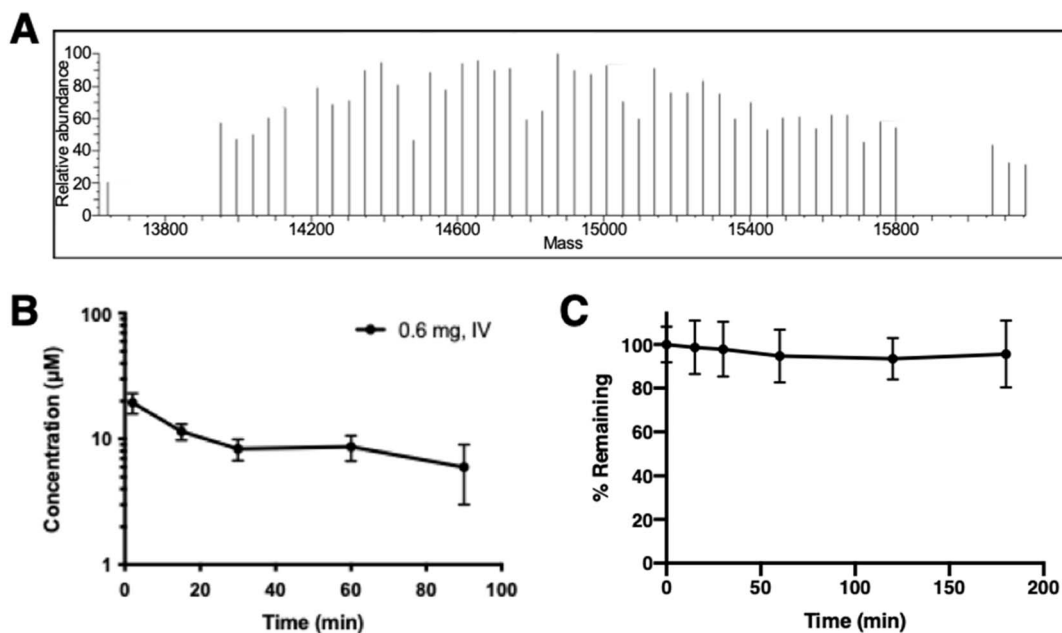 A
Relative abundance
100
80
60
40
20
0
13800 14200 14600 15000 15400 15800
Mass
B
Concentration (µM)
100
10
1
0.6 mg, IV
0 20 40 60 80 100
Time (min)
C
% Remaining
100
80
60
40
20
0
0 50 100 150 200
Time (min)